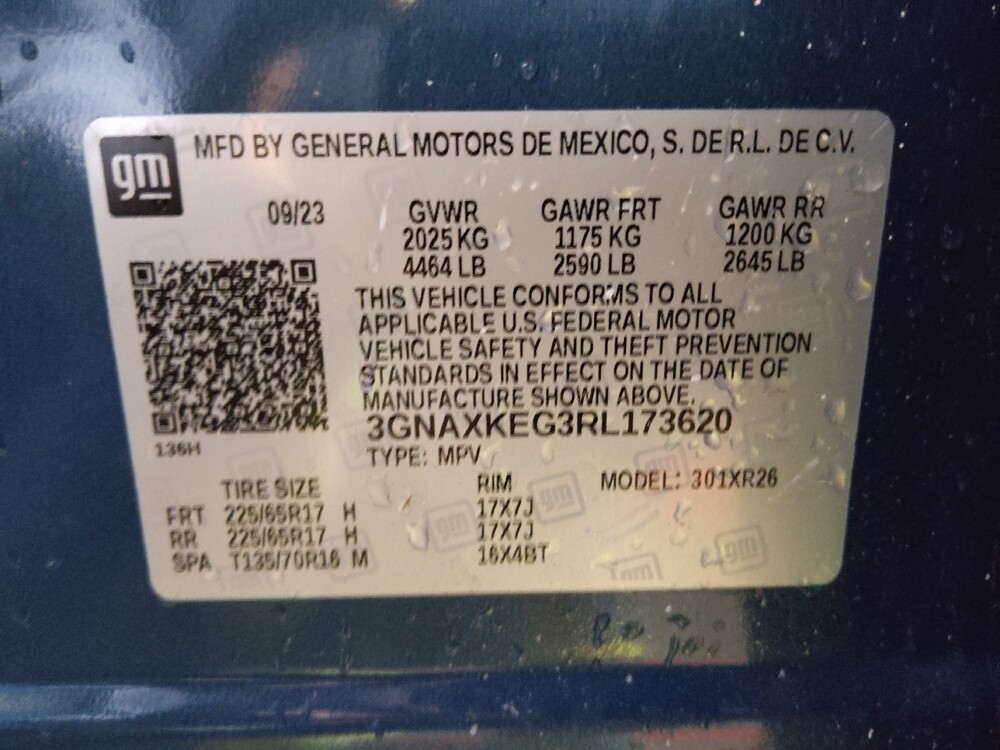 gm MFD BY GENERAL MOTORS DE MEXICO, S. DE R.L. DE C.V.
09/23 GVWR GAWR FRT GAWR RR
2025 KG 1175 KG 1200 KG
4464 LB 2590 LB 2645 LB
THIS VEHICLE CONFORMS TO ALL
APPLICABLE U.S. FEDERAL MOTOR
VEHICLE SAFETY AND THEFT PREVENTION
STANDARDS IN EFFECT ON THE DATE OF
MANUFACTURE SHOWN ABOVE.
3GNAXKEG3RL173620
136H TYPE: MPV
TIRE SIZE RIM MODEL: 301XR26
FRT 225/65R17 H 17X7J
RR 225/65R17 H 17X7J
SPA T135/70R16 M 16X4BT